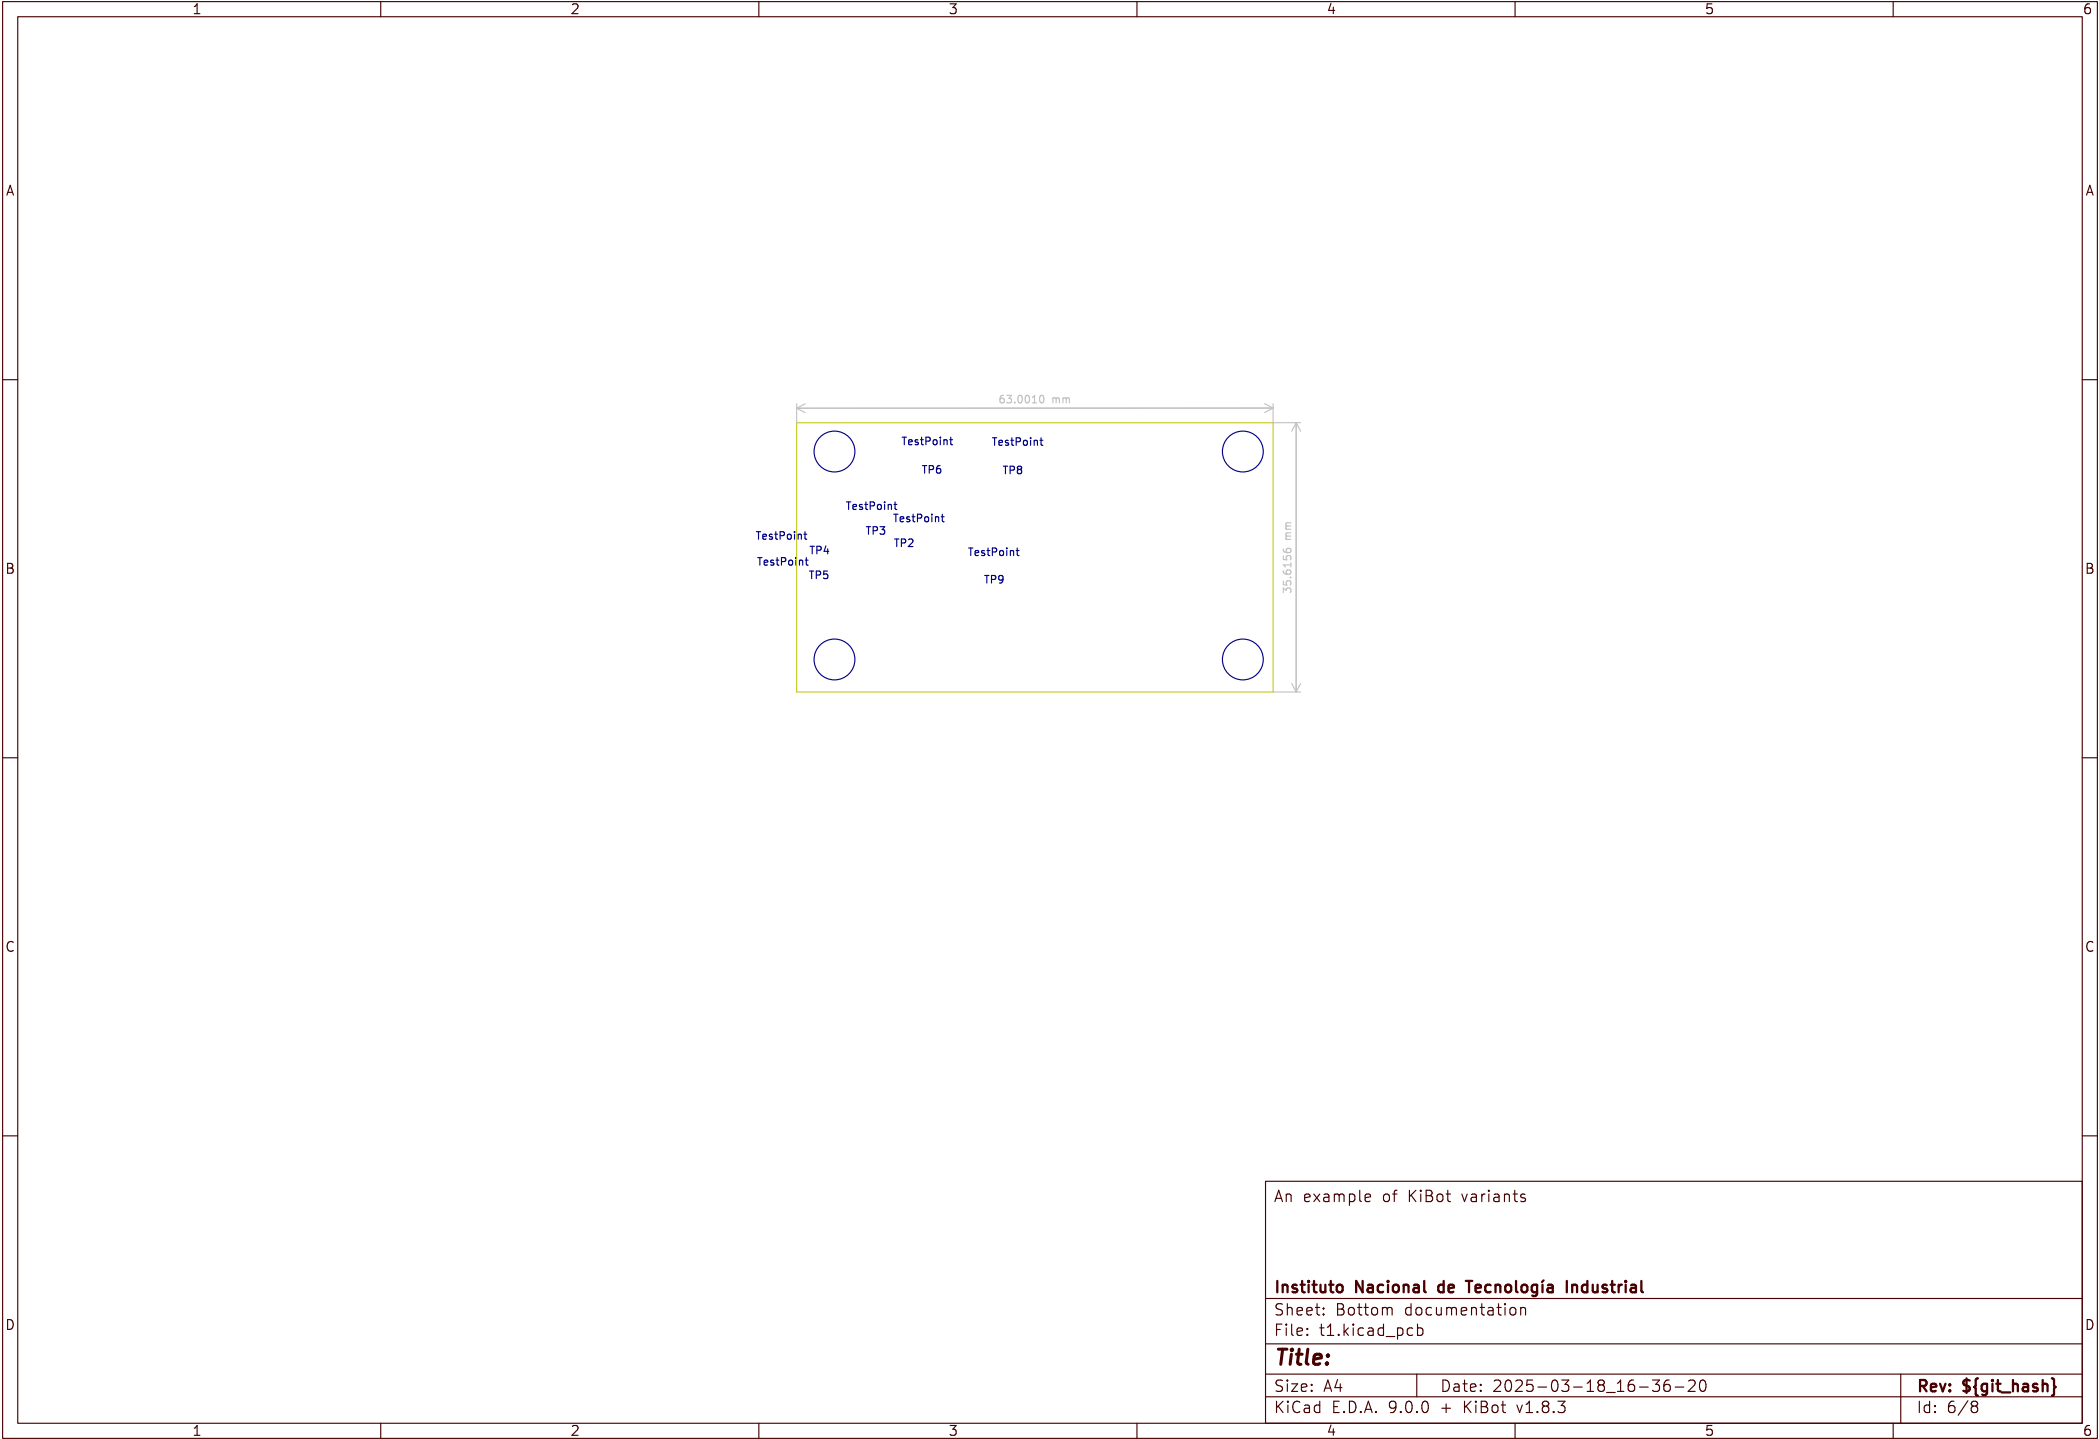 1 2 3 4 5 6
A A
63.0010 mm
TestPoint TestPoint
TP6 TP8
TestPoint
TestPoint
TP3
TestPoint
TP2
TP4
TestPoint
TestPoint
35.6156 mm
B B
TP5
TP9
C C
An example of KiBot variants
Instituto Nacional de Tecnología Industrial
Sheet: Bottom documentation
D D
File: t1.kicad_pcb
Title:
Size: A4 Date: 2025-03-18_16-36-20 Rev: ${git_hash}
KiCad E.D.A. 9.0.0 + KiBot v1.8.3 Id: 6/8
1 2 3 4 5 6